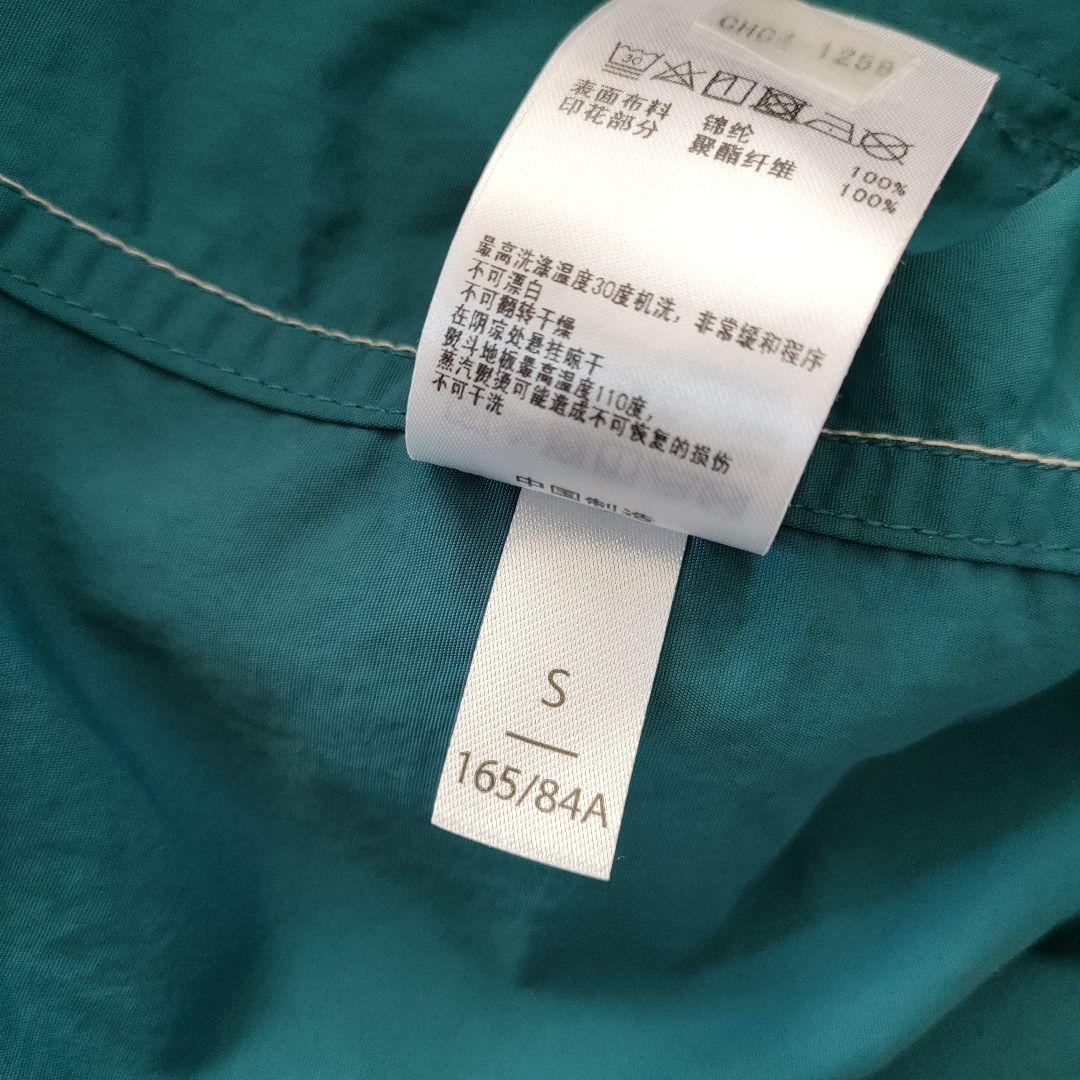 GHC1-125B
30
表面布料 锦纶 100%
印花部分 聚酯纤维 100%
最高洗涤温度30度机洗，非常缓和程序
不可漂白
不可翻转干燥
在阴凉处悬挂晾干
熨斗地板最高温度110度，
蒸汽熨烫可能造成不可恢复的损伤
不可干洗
中国制造
S
165/84A